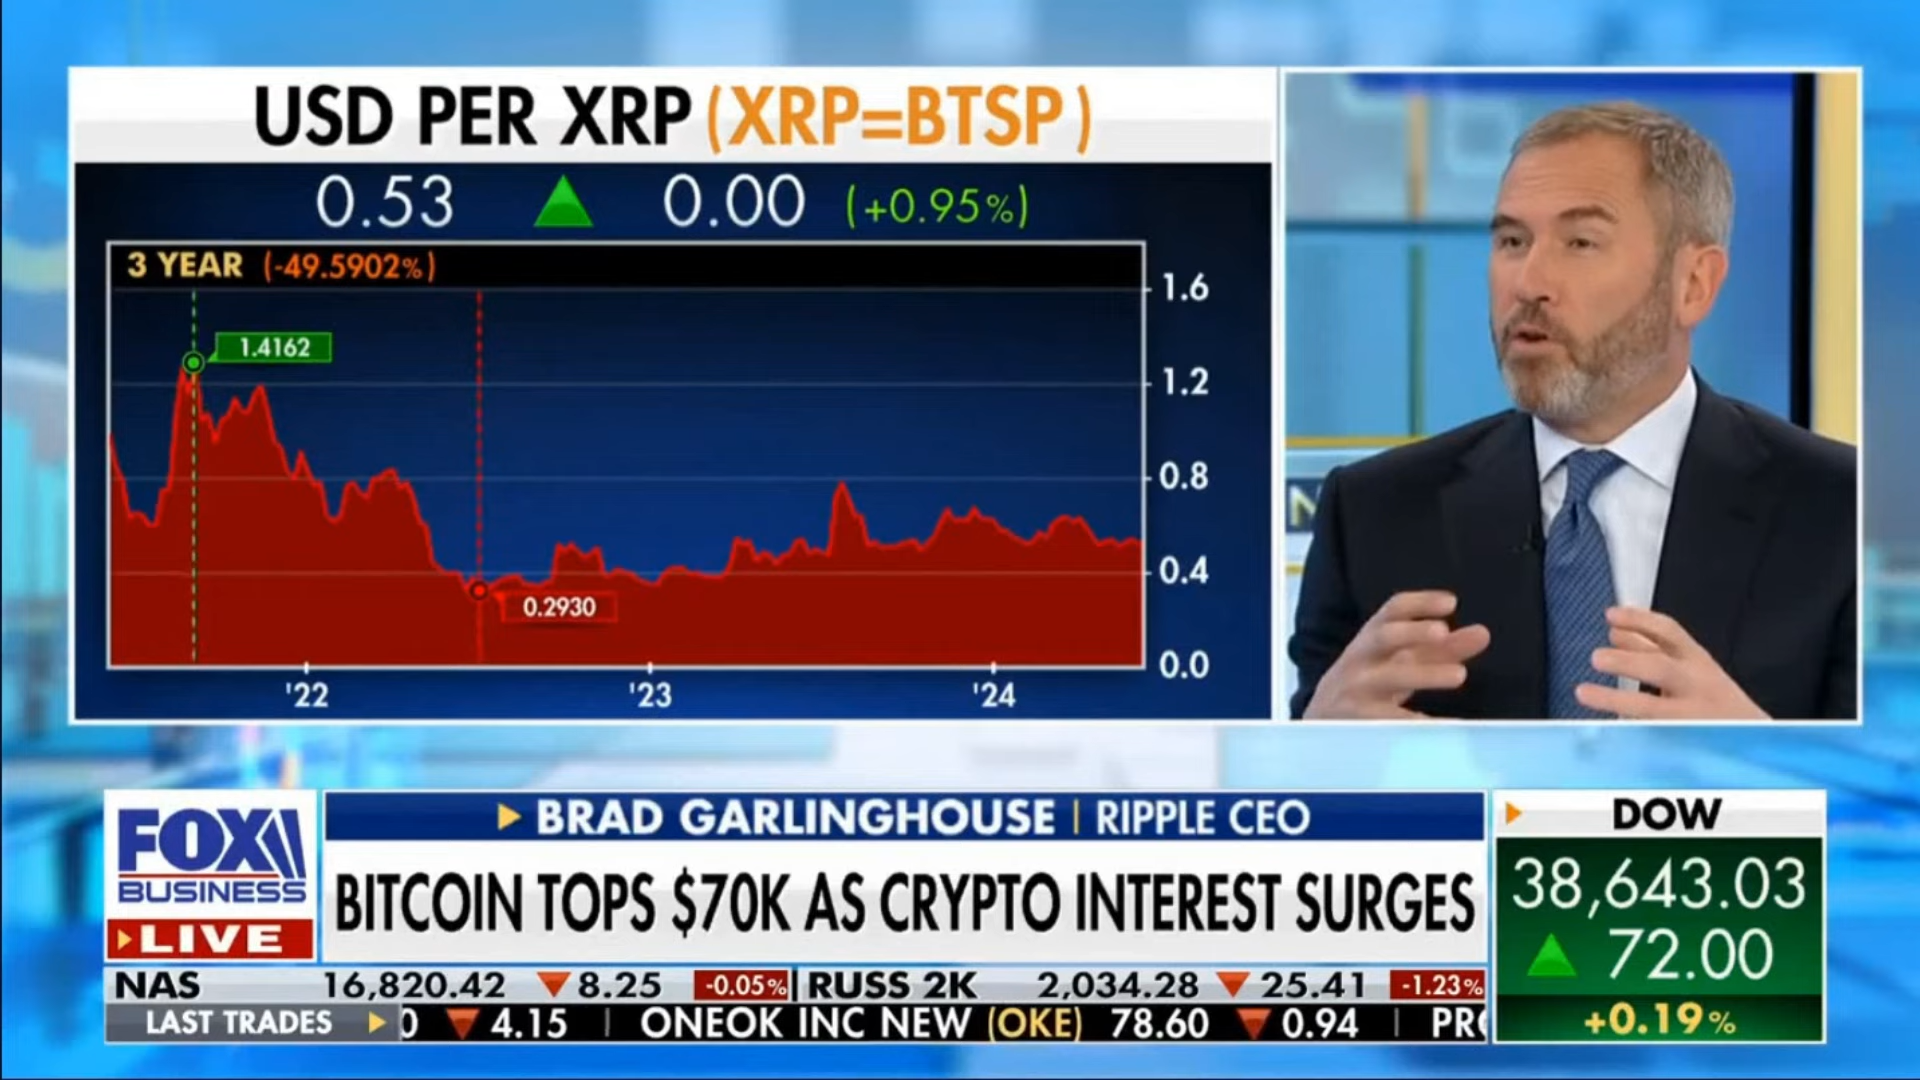 USD PER XRP (XRP=BTSP)
0.53 ▲ 0.00 (+0.95%)
3 YEAR (-49.5902%)
1.6
1.4162
1.2
0.8
0.4
0.2930
0.0
'22 '23 '24
N
FOX
BUSINESS
LIVE
BRAD GARLINGHOUSE | RIPPLE CEO
BITCOIN TOPS $70K AS CRYPTO INTEREST SURGES
DOW
38,643.03
▲ 72.00
+0.19%
NAS 16,820.42 ▼ 8.25 -0.05% RUSS 2K 2,034.28 ▼ 25.41 -1.23%
LAST TRADES 0 ▼ 4.15 | ONEOK INC NEW (OKE) 78.60 ▼ 0.94 |